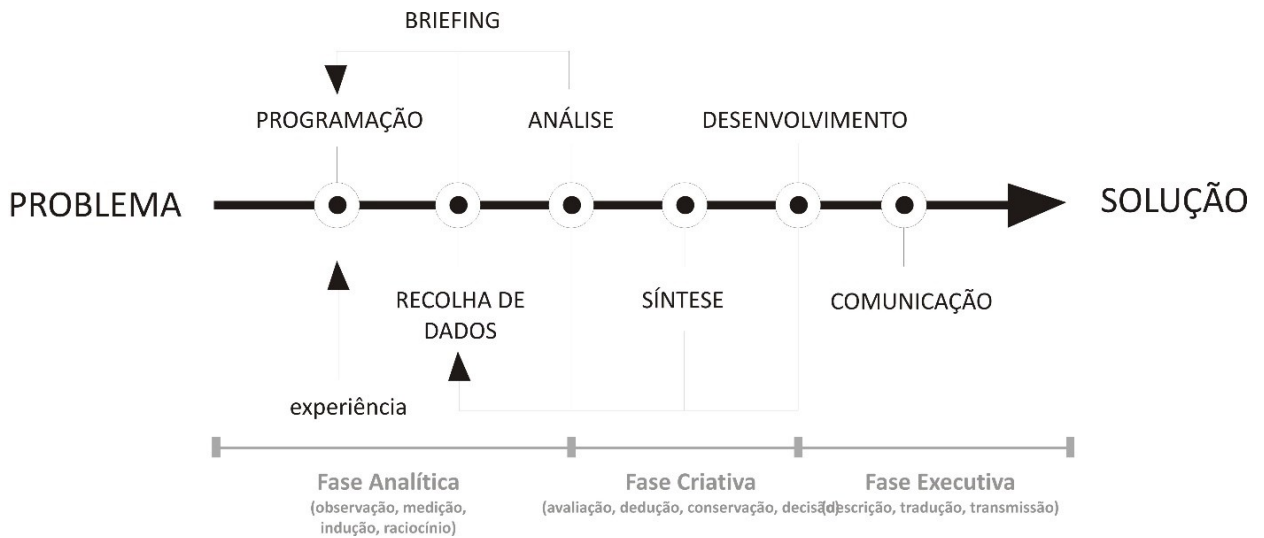 BRIEFING
PROGRAMAÇÃO
ANÁLISE
DESENVOLVIMENTO
PROBLEMA
SOLUÇÃO
RECOLHA DE
DADOS
SÍNTESE
COMUNICAÇÃO
experiência
Fase Analítica
(observação, medição,
indução, raciocínio)
Fase Criativa
(avaliação, dedução, conservação, decisão)
Fase Executiva
(descrição, tradução, transmissão)